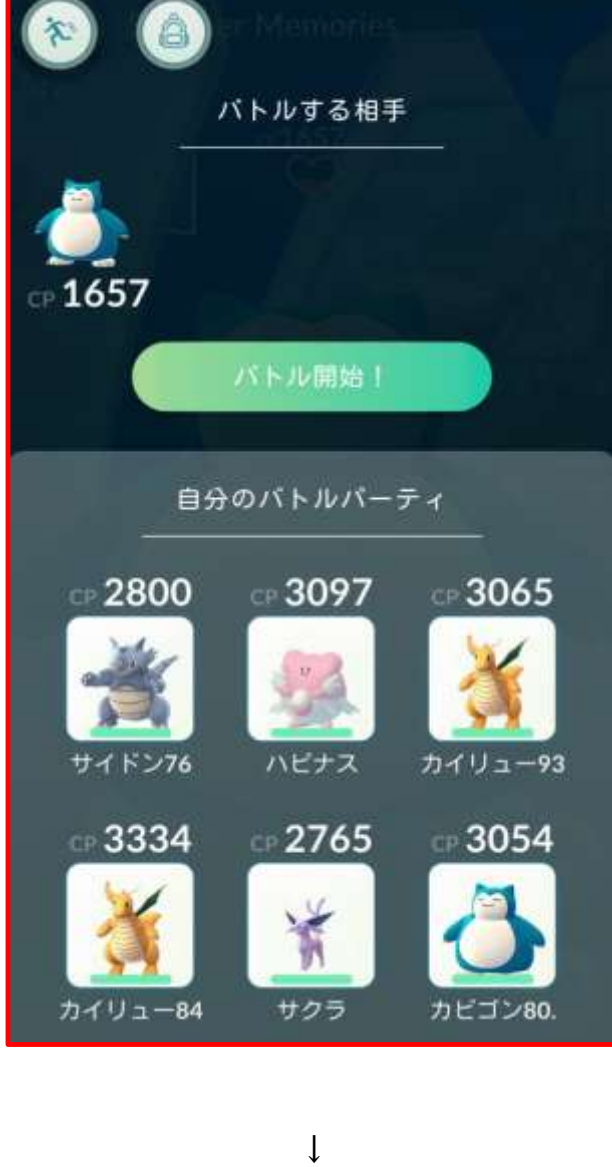 er Memories
バトルする相手
1657
CP 1657
バトル開始！
自分のバトルパーティ
CP 2800 CP 3097 CP 3065
サイドン76 ハピナス カイリュー93
CP 3334 CP 2765 CP 3054
カイリュー84 サクラ カビゴン80.
↓